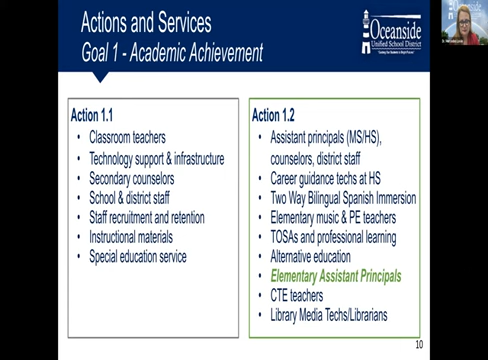 Actions and Services
Goal 1 - Academic Achievement
Oceanside
Unified School District
Action 1.1
• Classroom teachers
• Technology support & infrastructure
• Secondary counselors
• School & district staff
• Staff recruitment and retention
• Instructional materials
• Special education service
Action 1.2
• Assistant principals (MS/HS),
counselors, district staff
• Career guidance techs at HS
• Two Way Bilingual Spanish Immersion
• Elementary music & PE teachers
• TOSAs and professional learning
• Alternative education
• Elementary Assistant Principals
• CTE teachers
• Library Media Techs/Librarians
10